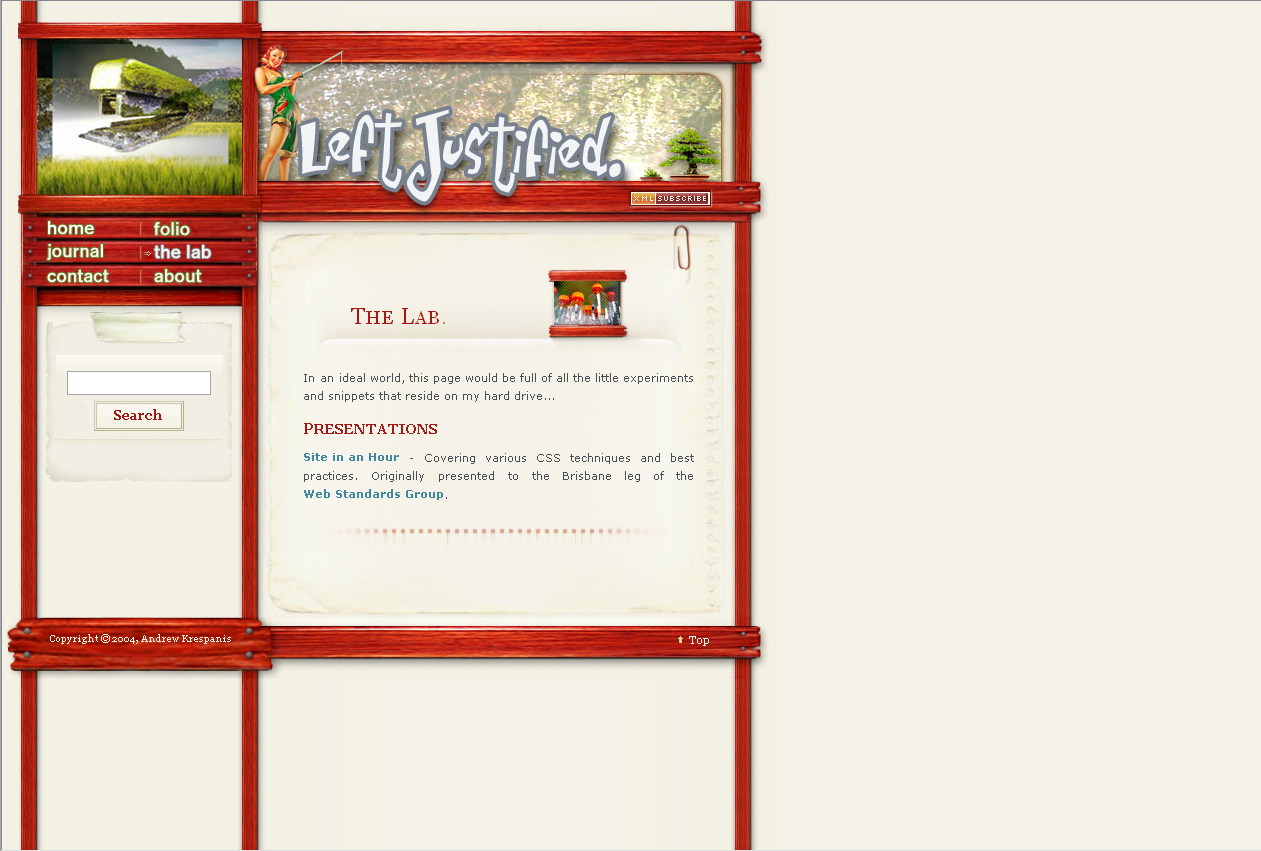 Left Justified.
XML SUBSCRIBE
home folio
journal the lab
contact about
Search
The Lab.
In an ideal world, this page would be full of all the little experiments
and snippets that reside on my hard drive...
PRESENTATIONS
Site in an Hour - Covering various CSS techniques and best
practices. Originally presented to the Brisbane leg of the
Web Standards Group.
Copyright ©2004, Andrew Krespanis
Top